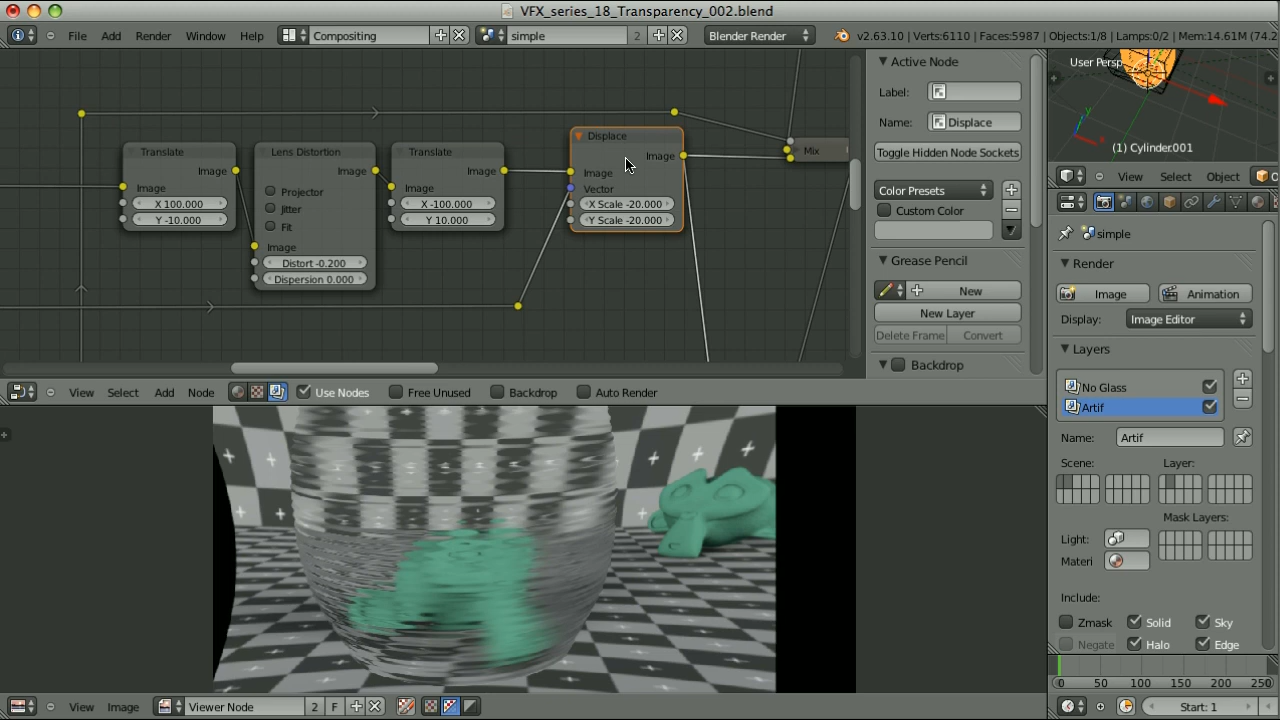 VFX_series_18_Transparency_002.blend
File Add Render Window Help Compositing simple 2 Blender Render v2.63.10 | Verts:6110 | Faces:5987 | Objects:1/8 | Lamps:0/2 | Mem:14.61M (74.2
Translate
Image
Image
X 100.000
Y -10.000
Lens Distortion
Image
Projector
Jitter
Fit
Image
Distort -0.200
Dispersion 0.000
Translate
Image
Image
X -100.000
Y 10.000
Displace
Image
Image
Vector
X Scale -20.000
Y Scale -20.000
Mix
Active Node
Label:
Name: Displace
Toggle Hidden Node Sockets
Color Presets
Custom Color
Grease Pencil
New
New Layer
Delete Frame Convert
Backdrop
User Persp
y
x
(1) Cylinder.001
View Select Object
simple
Render
Image Animation
Display: Image Editor
Layers
No Glass
Artif
Name: Artif
Scene: Layer:
Mask Layers:
Light:
Materi
Include:
Zmask Solid Sky
Negate Halo Edge
View Select Add Node Use Nodes Free Unused Backdrop Auto Render
View Image Viewer Node 2 F
0 50 100 150 200 250
Start: 1